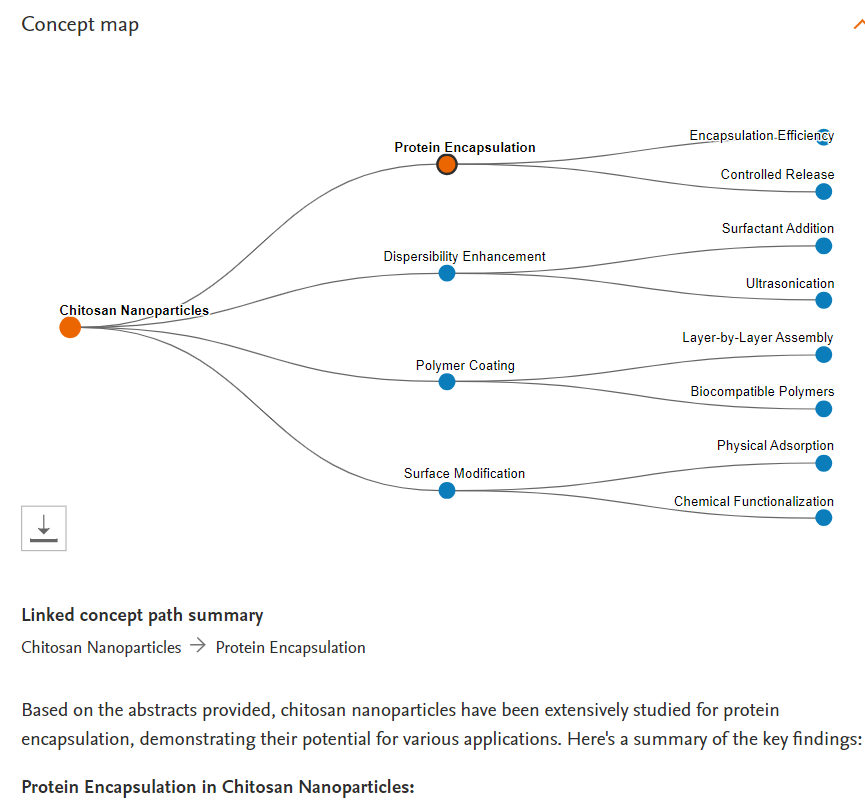 Concept map
Encapsulation Efficiency
Protein Encapsulation
Controlled Release
Surfactant Addition
Dispersibility Enhancement
Ultrasonication
Chitosan Nanoparticles
Layer-by-Layer Assembly
Polymer Coating
Biocompatible Polymers
Physical Adsorption
Surface Modification
Chemical Functionalization
Linked concept path summary
Chitosan Nanoparticles → Protein Encapsulation
Based on the abstracts provided, chitosan nanoparticles have been extensively studied for protein
encapsulation, demonstrating their potential for various applications. Here's a summary of the key findings:
Protein Encapsulation in Chitosan Nanoparticles: